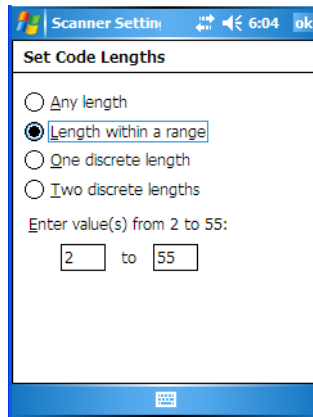 Scanner Settin 6:04 ok
Set Code Lengths
Any length
Length within a range
One discrete length
Two discrete lengths
Enter value(s) from 2 to 55:
2 to 55